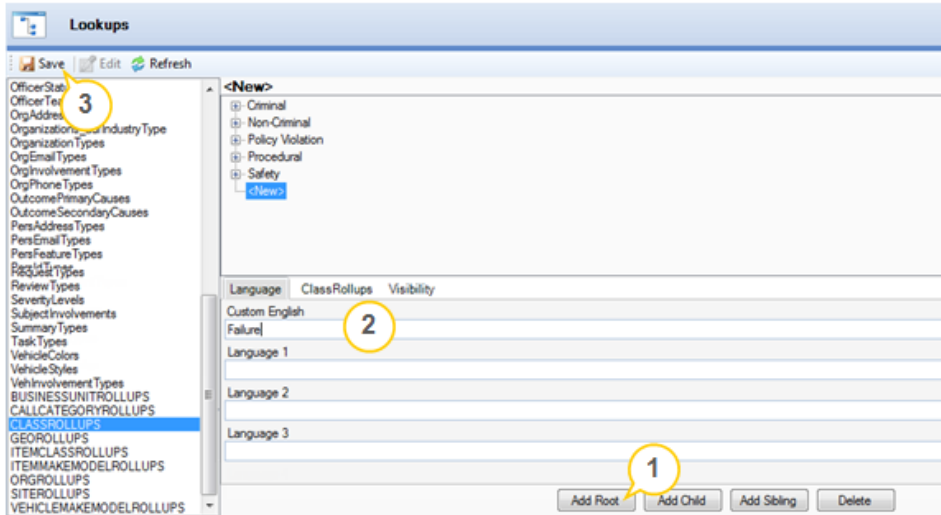 Lookups
Save Edit Refresh
OfficerStat
OfficerTea
OrgAddres
Organizations_ IndustryType
OrganizationTypes
OrgEmailTypes
OrgInvolvementTypes
OrgPhoneTypes
OutcomePrimaryCauses
OutcomeSecondaryCauses
PersAddressTypes
PersEmailTypes
PersFeatureTypes
RequestTypes
ReviewTypes
SeverityLevels
SubjectInvolvements
SummaryTypes
TaskTypes
VehicleColors
VehicleStyles
VehInvolvementTypes
BUSINESSUNITROLLUPS
CALLCATEGORYROLLUPS
CLASSROLLUPS
GEOROLLUPS
ITEMCLASSROLLUPS
ITEMMAKEMODELROLLUPS
ORGROLLUPS
SITEROLLUPS
VEHICLEMAKEMODELROLLUPS
3
<New>
Criminal
Non-Criminal
Policy Violation
Procedural
Safety
<New>
Language ClassRollups Visibility
Custom English
Failure
2
Language 1
Language 2
Language 3
1
Add Root Add Child Add Sibling Delete